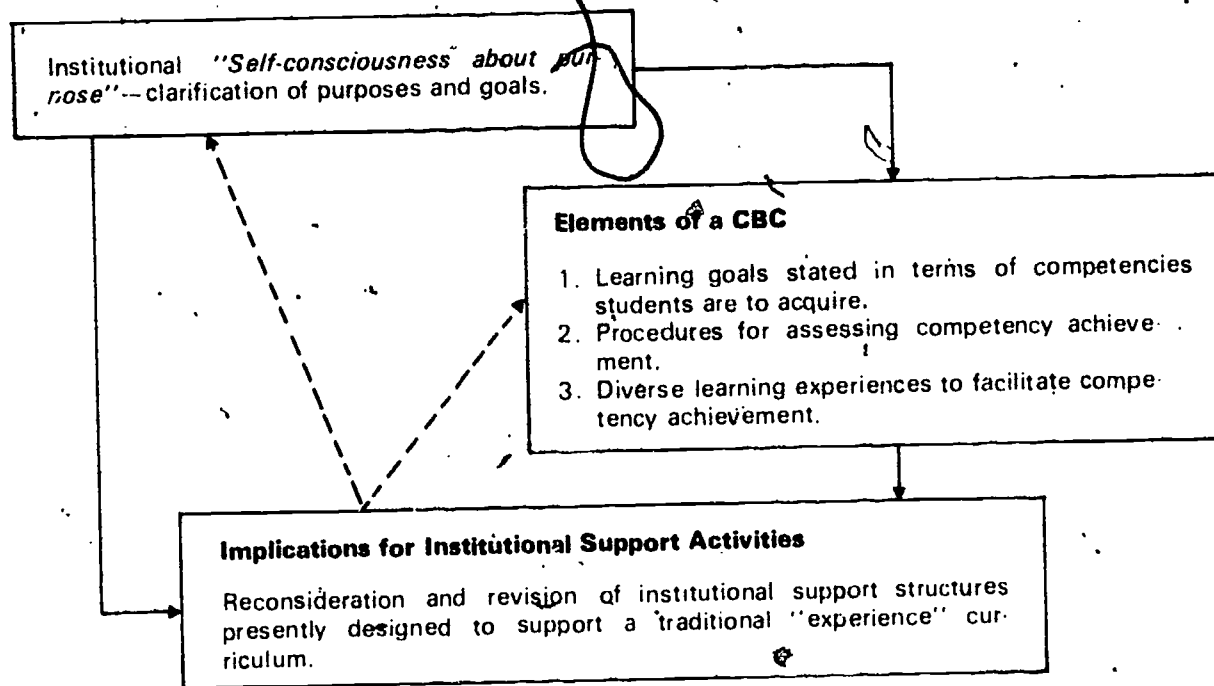 Institutional "Self-consciousness" about pur-
pose"--clarification of purposes and goals.
Elements of a CBC
1. Learning goals stated in terms of competencies
students are to acquire.
2. Procedures for assessing competency achieve-
ment.
3. Diverse learning experiences to facilitate compe-
tency achievement.
Implications for Institutional Support Activities
Reconsideration and revision of institutional support structures
presently designed to support a traditional "experience" cur-
riculum.